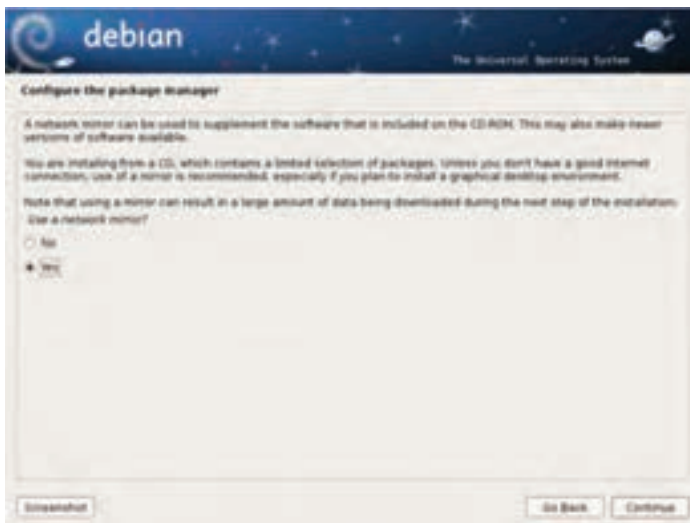 debian
The Universal Operating System
Configure the package manager
A network mirror can be used to supplement the software that is included on the CD-ROM. This may also make newer
versions of software available.
You are installing from a CD, which contains a limited selection of packages. Unless you don't have a good Internet
connection, use of a mirror is recommended, especially if you plan to install a graphical desktop environment.
Note that using a mirror can result in a large amount of data being downloaded during the next step of the installation.
Use a network mirror?
No
Yes
Screenshot
Go Back
Continue